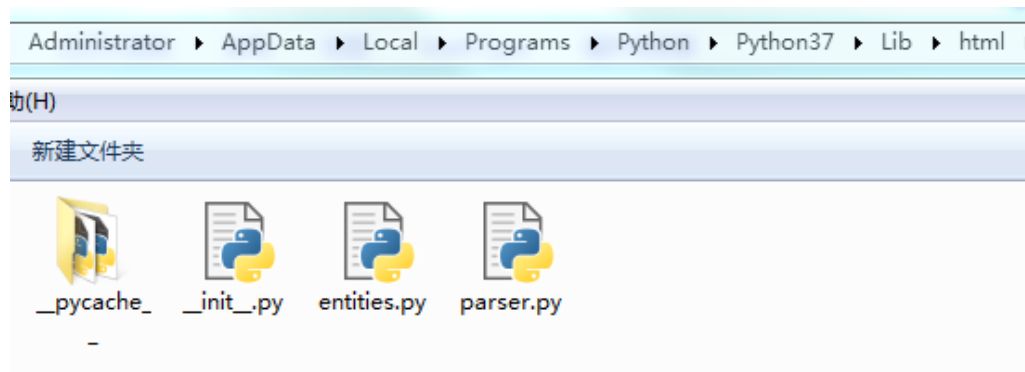 Administrator ▸ AppData ▸ Local ▸ Programs ▸ Python ▸ Python37 ▸ Lib ▸ html
助(H)
新建文件夹
__pycache_ __init__.py entities.py parser.py
_